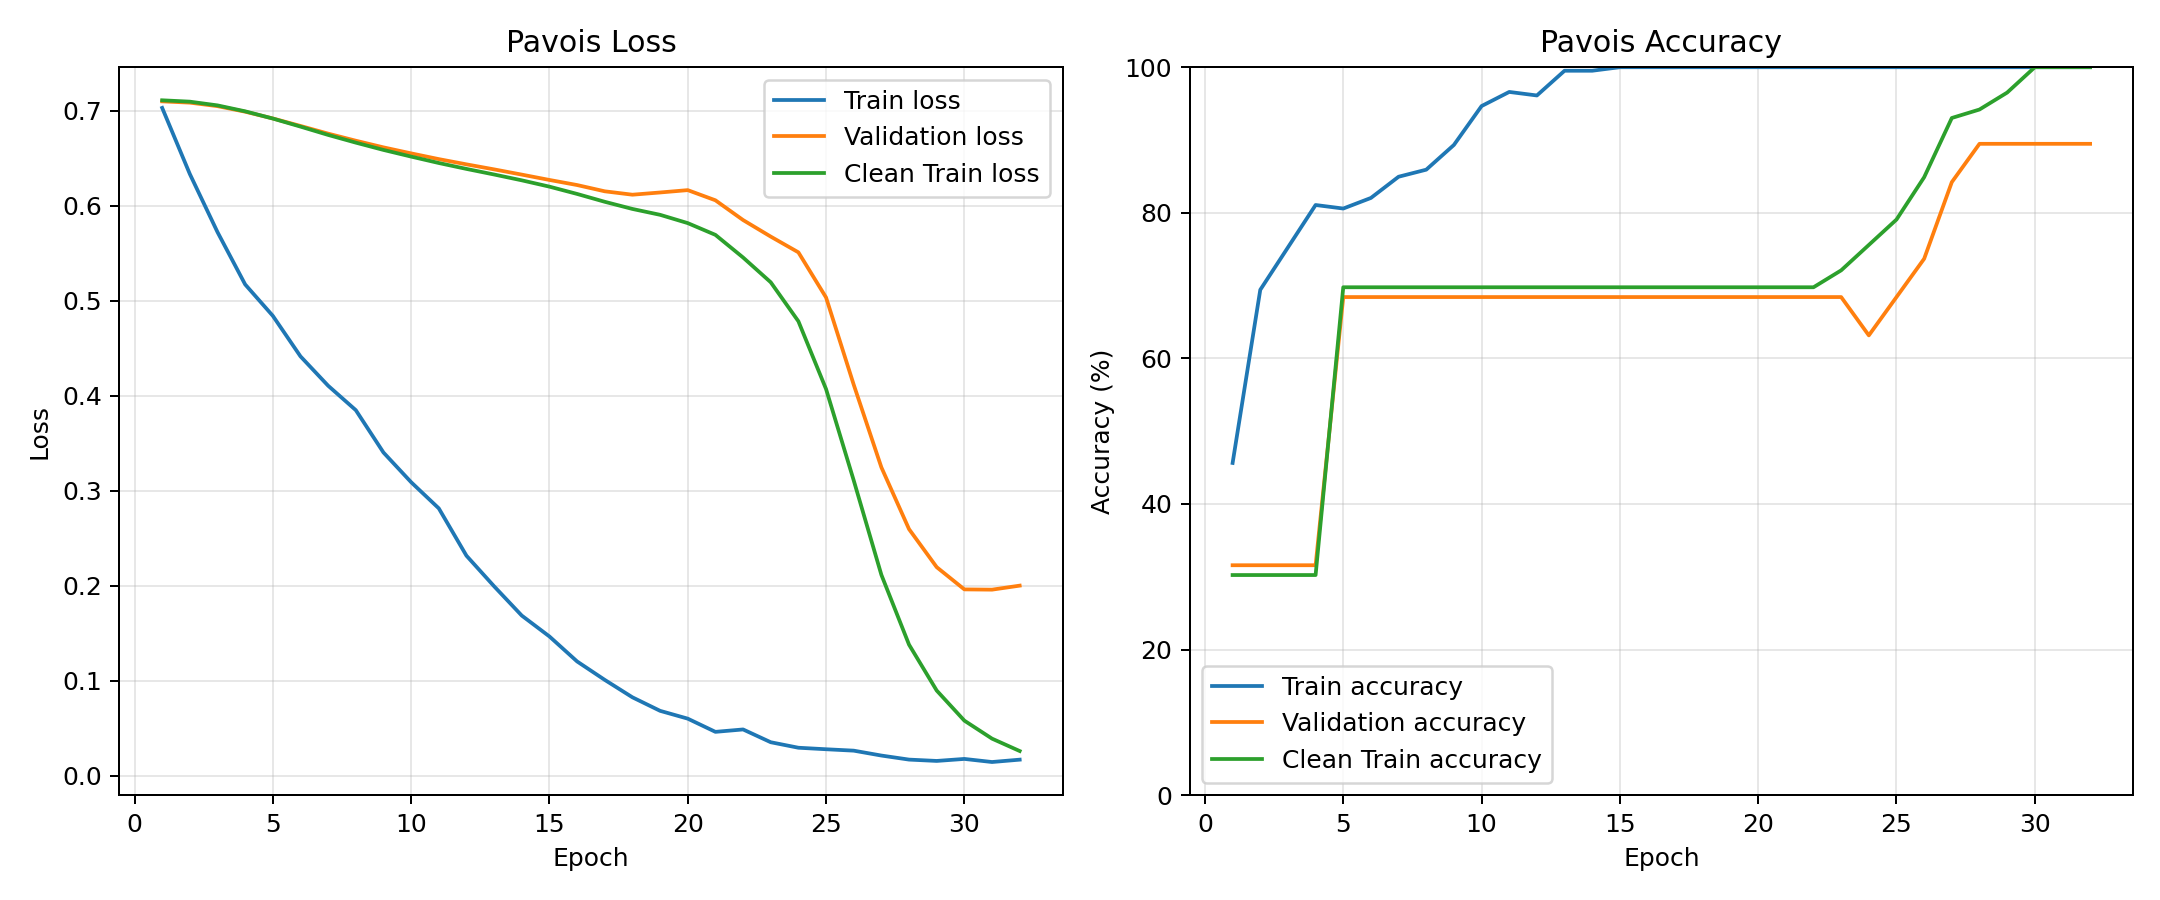 Pavois Loss
Train loss
Validation loss
Clean Train loss
0.7
0.6
0.5
0.4
0.3
0.2
0.1
0.0
Loss
0
5
10
15
20
25
30
Epoch
Pavois Accuracy
100
80
60
40
20
0
Accuracy (%)
Train accuracy
Validation accuracy
Clean Train accuracy
0
5
10
15
20
25
30
Epoch